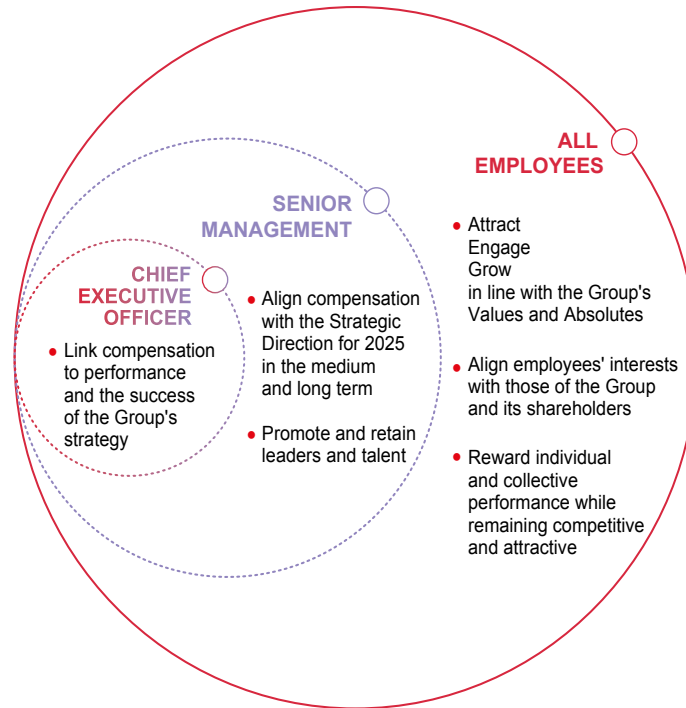 ALL
EMPLOYEES
• Attract
Engage
Grow
in line with the Group's
Values and Absolutes
• Align employees' interests
with those of the Group
and its shareholders
• Reward individual
and collective
performance while
remaining competitive
and attractive
SENIOR
MANAGEMENT
• Align compensation
with the Strategic
Direction for 2025
in the medium
and long term
• Promote and retain
leaders and talent
CHIEF
EXECUTIVE
OFFICER
• Link compensation
to performance
and the success
of the Group's
strategy